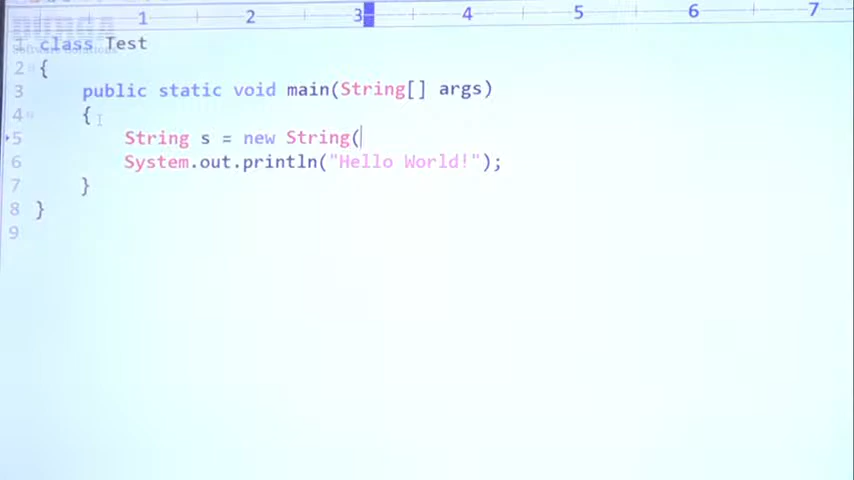 1 2 3 4 5 6 7
1 class Test
2 {
3 public static void main(String[] args)
4 {
5 String s = new String(
6 System.out.println("Hello World!");
7 }
8 }
9